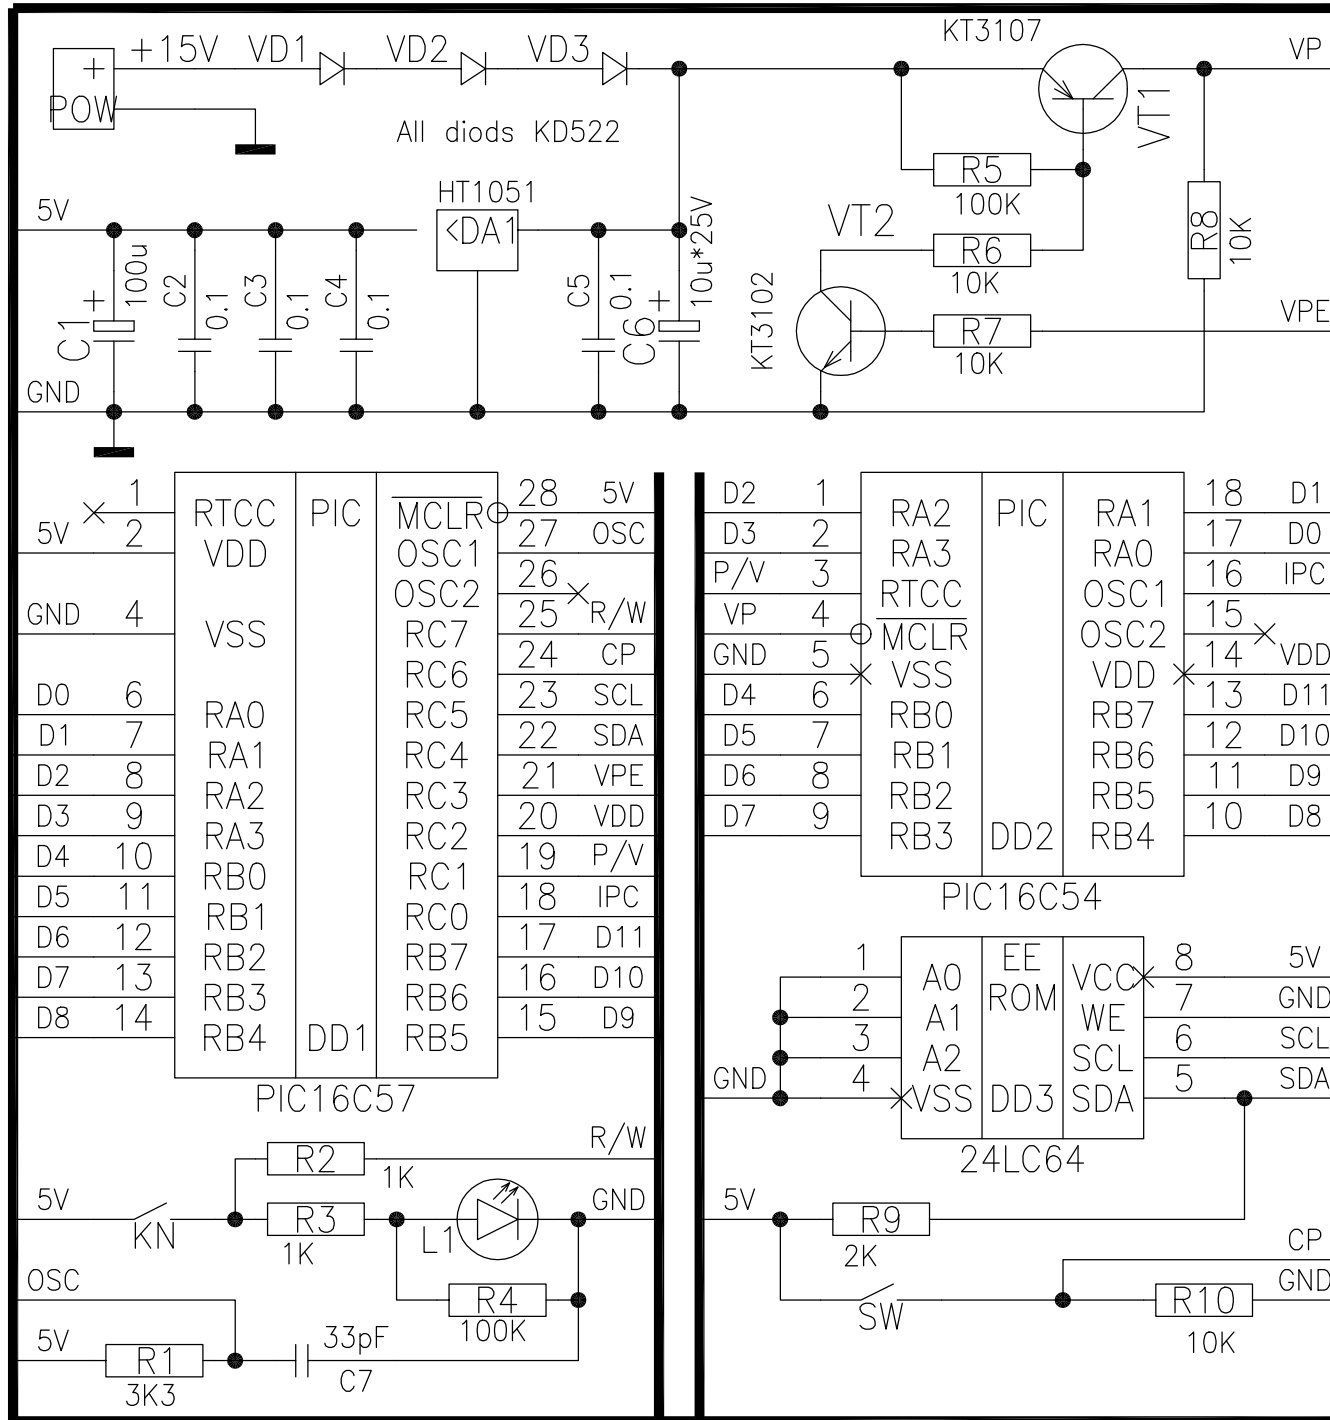 KT3107
+15V VD1 VD2 VD3 VP
+
POW
VT1
All diods KD522
R5
100K
HT1051
5V <DA1 VT2 R6 R8
10K 10K
100u C2 0.1 C3 0.1 C4 0.1 C5 0.1 10u*25V
+ C1 + C6
KT3102
R7
10K
VPE
GND
1 RTCC PIC MCLR 28 5V
5V 2 VDD OSC1 27 OSC
OSC2 26
GND 4 VSS RC7 25 R/W
RC6 24 CP
D0 6 RA0 RC5 23 SCL
D1 7 RA1 RC4 22 SDA
D2 8 RA2 RC3 21 VPE
D3 9 RA3 RC2 20 VDD
D4 10 RB0 RC1 19 P/V
D5 11 RB1 RC0 18 IPC
D6 12 RB2 RB7 17 D11
D7 13 RB3 RB6 16 D10
D8 14 RB4 DD1 RB5 15 D9
PIC16C57
D2 1 RA2 PIC RA1 18 D1
D3 2 RA3 RA0 17 D0
P/V 3 RTCC OSC1 16 IPC
VP 4 MCLR OSC2 15
GND 5 VSS VDD 14 VDD
D4 6 RB0 RB7 13 D11
D5 7 RB1 RB6 12 D10
D6 8 RB2 RB5 11 D9
D7 9 RB3 DD2 RB4 10 D8
PIC16C54
1 A0 EE VCC 8 5V
2 A1 ROM WE 7 GND
3 A2 SCL 6 SCL
GND 4 VSS DD3 SDA 5 SDA
24LC64
R2 R/W
1K
5V KN R3 L1 GND
1K
OSC R4
100K
5V R1 33pF
3K3 C7
5V R9
2K
CP
SW R10 GND
10K